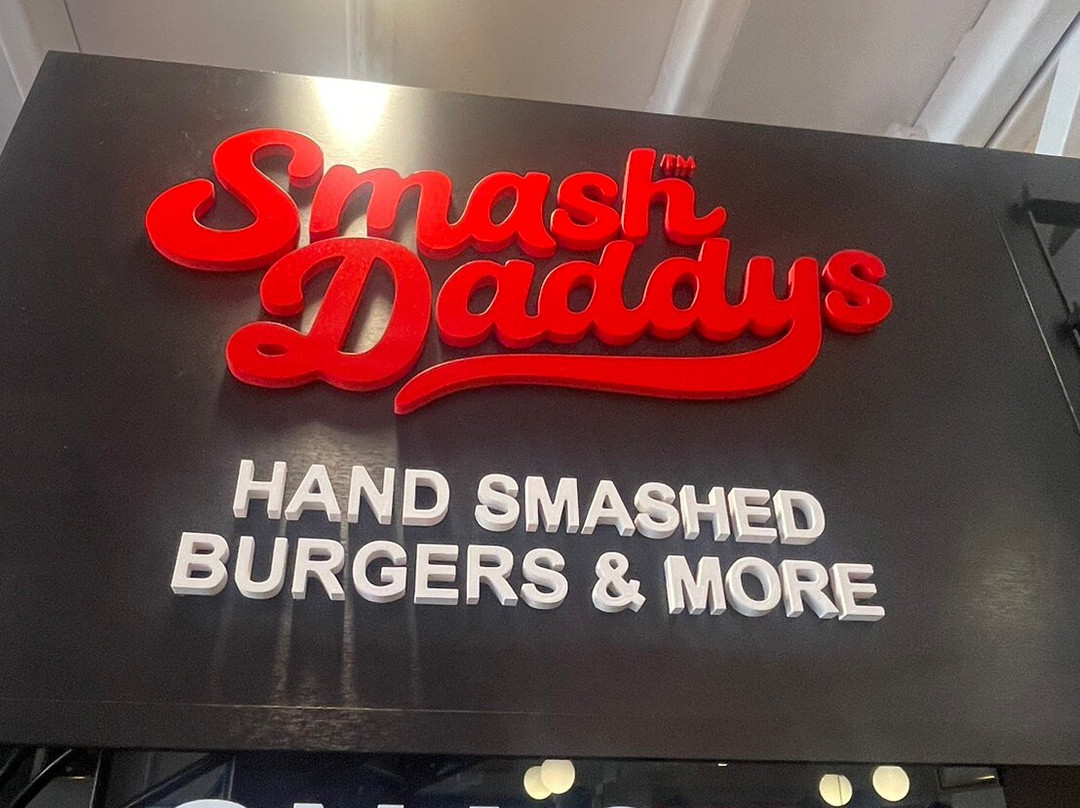 Smash™
Daddys
HAND SMASHED
BURGERS & MORE